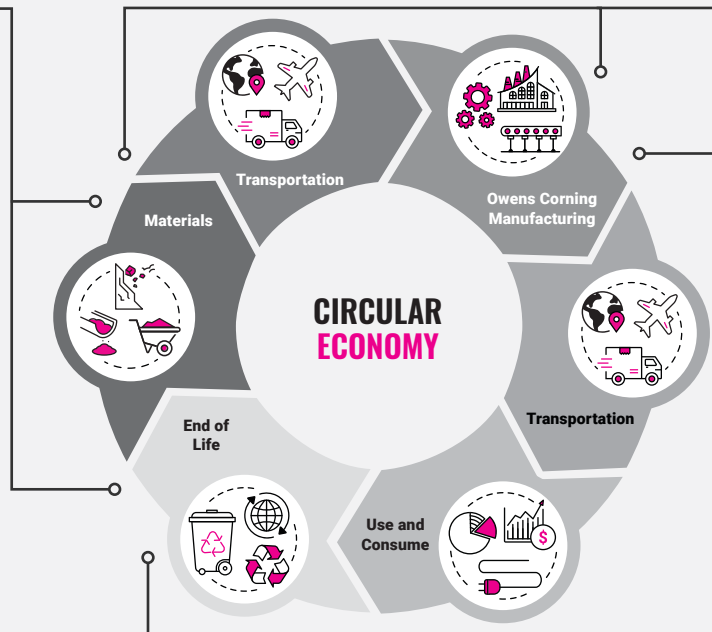 Transportation
Owens Corning
Manufacturing
Materials
CIRCULAR
ECONOMY
Transportation
End of
Life
Use and
Consume
$